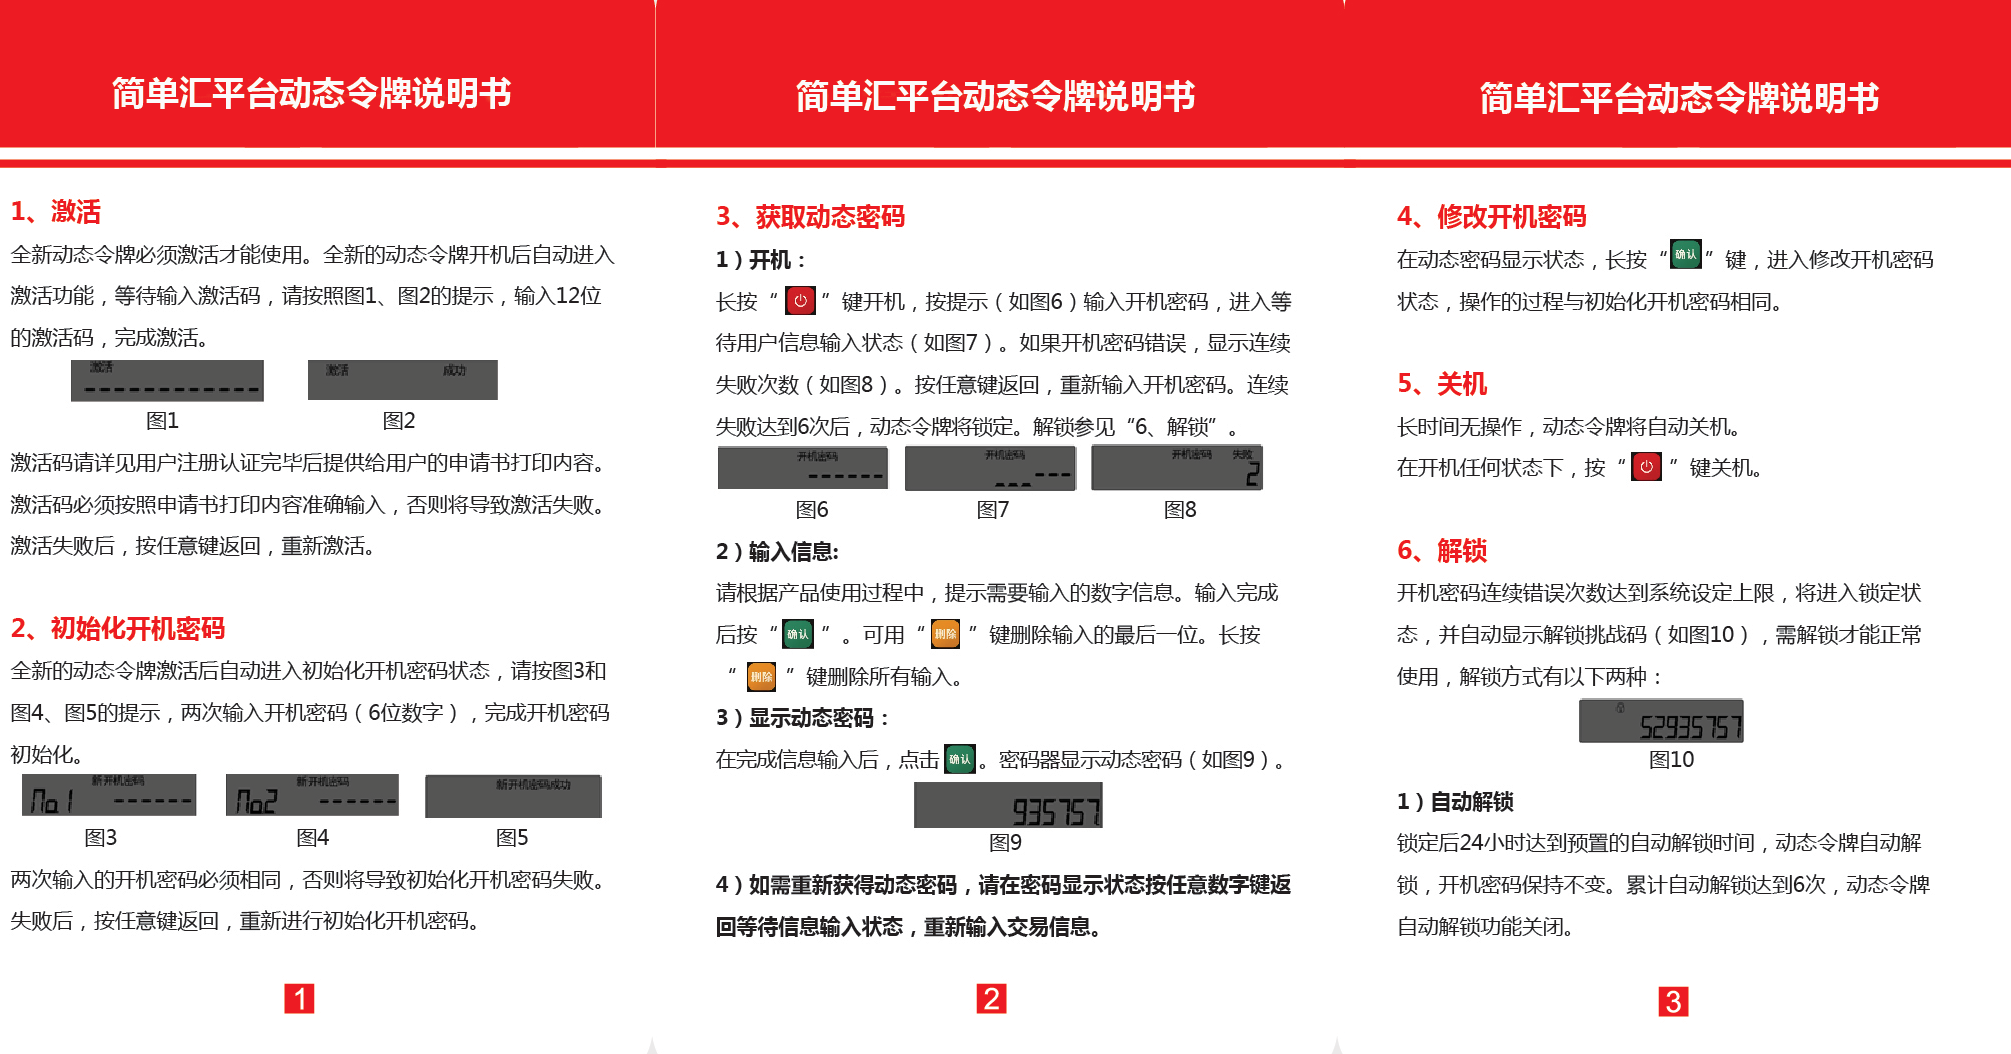 简单汇平台动态令牌说明书
1、激活
全新动态令牌必须激活才能使用。全新的动态令牌开机后自动进入
激活功能，等待输入激活码，请按照图1、图2的提示，输入12位
的激活码，完成激活。
激活
------------
激活 成功
图1 图2
激活码请详见用户注册认证完毕后提供给用户的申请书打印内容。
激活码必须按照申请书打印内容准确输入，否则将导致激活失败。
激活失败后，按任意键返回，重新激活。
2、初始化开机密码
全新的动态令牌激活后自动进入初始化开机密码状态，请按图3和
图4、图5的提示，两次输入开机密码（6位数字），完成开机密码
初始化。
新开机密码
No1 ------
新开机密码
No2 ------
新开机密码成功
图3 图4 图5
两次输入的开机密码必须相同，否则将导致初始化开机密码失败。
失败后，按任意键返回，重新进行初始化开机密码。
1
简单汇平台动态令牌说明书
3、获取动态密码
1）开机：
长按“ ”键开机，按提示（如图6）输入开机密码，进入等
待用户信息输入状态（如图7）。如果开机密码错误，显示连续
失败次数（如图8）。按任意键返回，重新输入开机密码。连续
失败达到6次后，动态令牌将锁定。解锁参见“6、解锁”。
开机密码
------
开机密码
___---
开机密码 失败
2
图6 图7 图8
2）输入信息:
请根据产品使用过程中，提示需要输入的数字信息。输入完成
后按“确认”。可用“删除”键删除输入的最后一位。长按
“删除”键删除所有输入。
3）显示动态密码：
在完成信息输入后，点击确认。密码器显示动态密码（如图9）。
935757
图9
4）如需重新获得动态密码，请在密码显示状态按任意数字键返
回等待信息输入状态，重新输入交易信息。
2
简单汇平台动态令牌说明书
4、修改开机密码
在动态密码显示状态，长按“确认”键，进入修改开机密码
状态，操作的过程与初始化开机密码相同。
5、关机
长时间无操作，动态令牌将自动关机。
在开机任何状态下，按“ ”键关机。
6、解锁
开机密码连续错误次数达到系统设定上限，将进入锁定状
态，并自动显示解锁挑战码（如图10），需解锁才能正常
使用，解锁方式有以下两种：
52935757
图10
1）自动解锁
锁定后24小时达到预置的自动解锁时间，动态令牌自动解
锁，开机密码保持不变。累计自动解锁达到6次，动态令牌
自动解锁功能关闭。
3